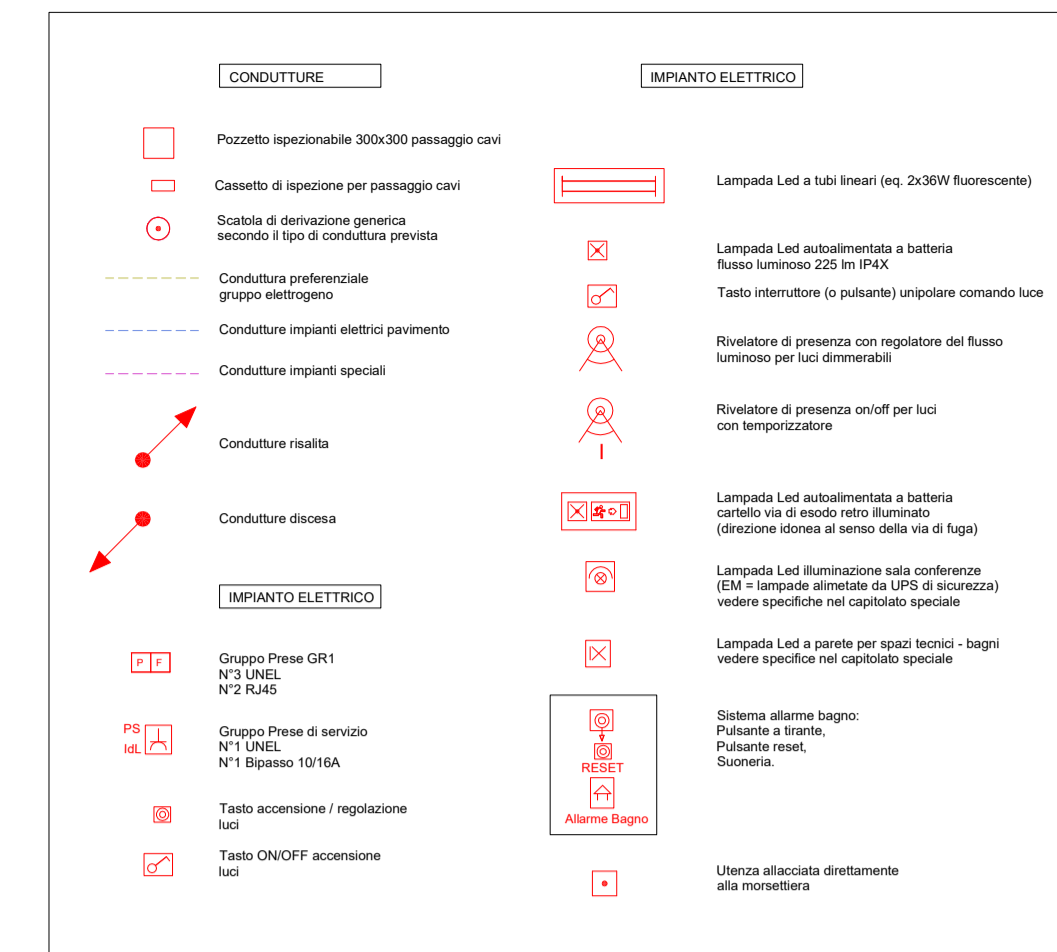 CONDUTTURE
Pozzetto ispezionabile 300x300 passaggio cavi
Cassetto di ispezione per passaggio cavi
Scatola di derivazione generica
secondo il tipo di conduttura prevista
Conduttura preferenziale
gruppo elettrogeno
Condutture impianti elettrici pavimento
Condutture impianti speciali
Condutture risalita
Condutture discesa
IMPIANTO ELETTRICO
P F
Gruppo Prese GR1
N°3 UNEL
N°2 RJ45
PS
IdL
Gruppo Prese di servizio
N°1 UNEL
N°1 Bipasso 10/16A
Tasto accensione / regolazione
luci
Tasto ON/OFF accensione
luci
IMPIANTO ELETTRICO
Lampada Led a tubi lineari (eq. 2x36W fluorescente)
Lampada Led autoalimentata a batteria
flusso luminoso 225 lm IP4X
Tasto interruttore (o pulsante) unipolare comando luce
Rivelatore di presenza con regolatore del flusso
luminoso per luci dimmerabili
Rivelatore di presenza on/off per luci
con temporizzatore
Lampada Led autoalimentata a batteria
cartello via di esodo retro illuminato
(direzione idonea al senso della via di fuga)
Lampada Led illuminazione sala conferenze
(EM = lampade alimetate da UPS di sicurezza)
vedere specifiche nel capitolato speciale
Lampada Led a parete per spazi tecnici - bagni
vedere specifice nel capitolato speciale
RESET
Allarme Bagno
Sistema allarme bagno:
Pulsante a tirante,
Pulsante reset,
Suoneria.
Utenza allacciata direttamente
alla morsettiera